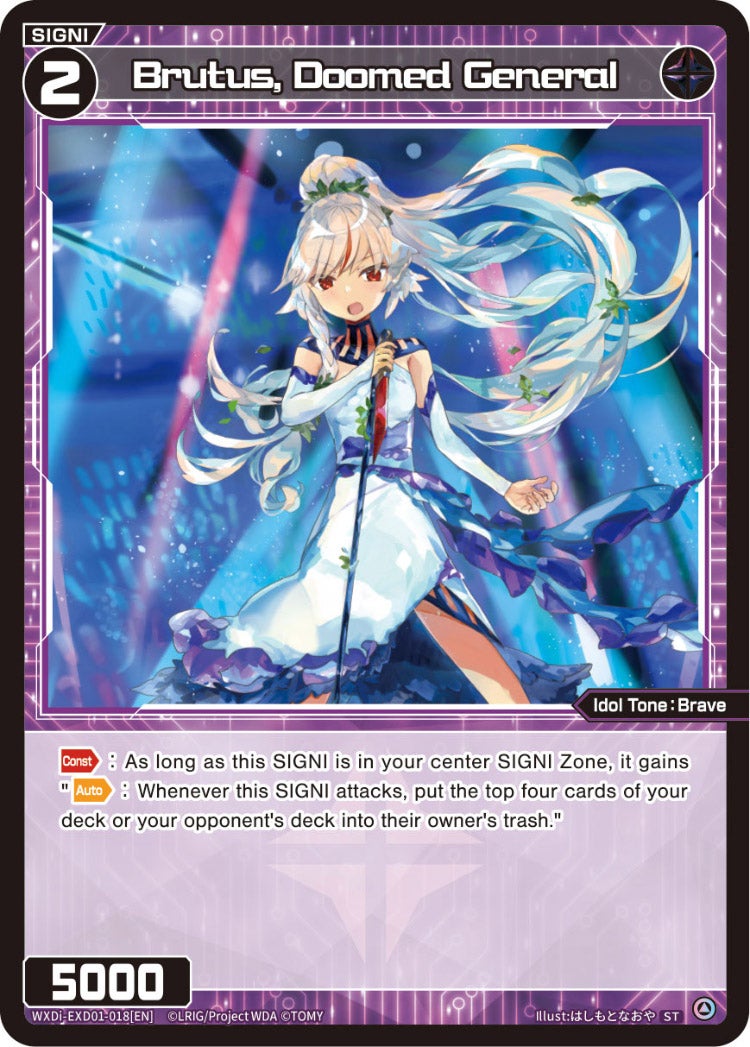 SIGNI
2
Brutus, Doomed General
Idol Tone:Brave
Const : As long as this SIGNI is in your center SIGNI Zone, it gains
" Auto : Whenever this SIGNI attacks, put the top four cards of your
deck or your opponent's deck into their owner's trash."
5000
WXDi-EXD01-018[EN] ©LRIG/Project WDA ©TOMY
Illust:はしもとなおや ST